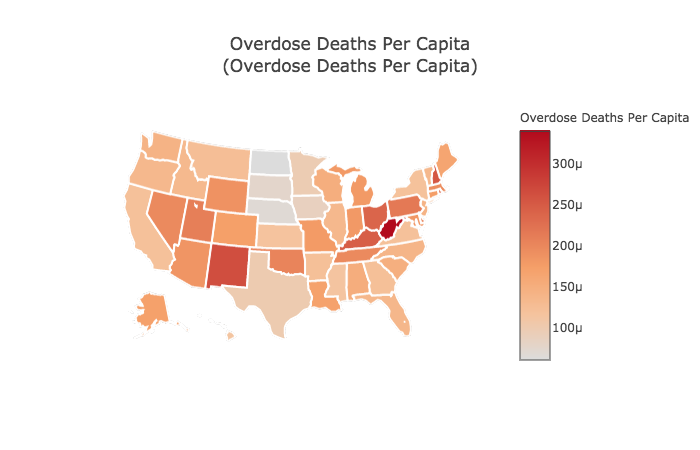 Overdose Deaths Per Capita
(Overdose Deaths Per Capita)
Overdose Deaths Per Capita
300μ
250μ
200μ
150μ
100μ